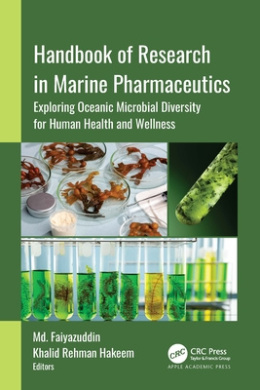 Handbook of Research
in Marine Pharmaceutics
Exploring Oceanic Microbial Diversity
for Human Health and Wellness
Md. Faiyazuddin
Khalid Rehman Hakeem
Editors
CRC
CRC Press
Taylor & Francis Group
APPLE ACADEMIC PRESS